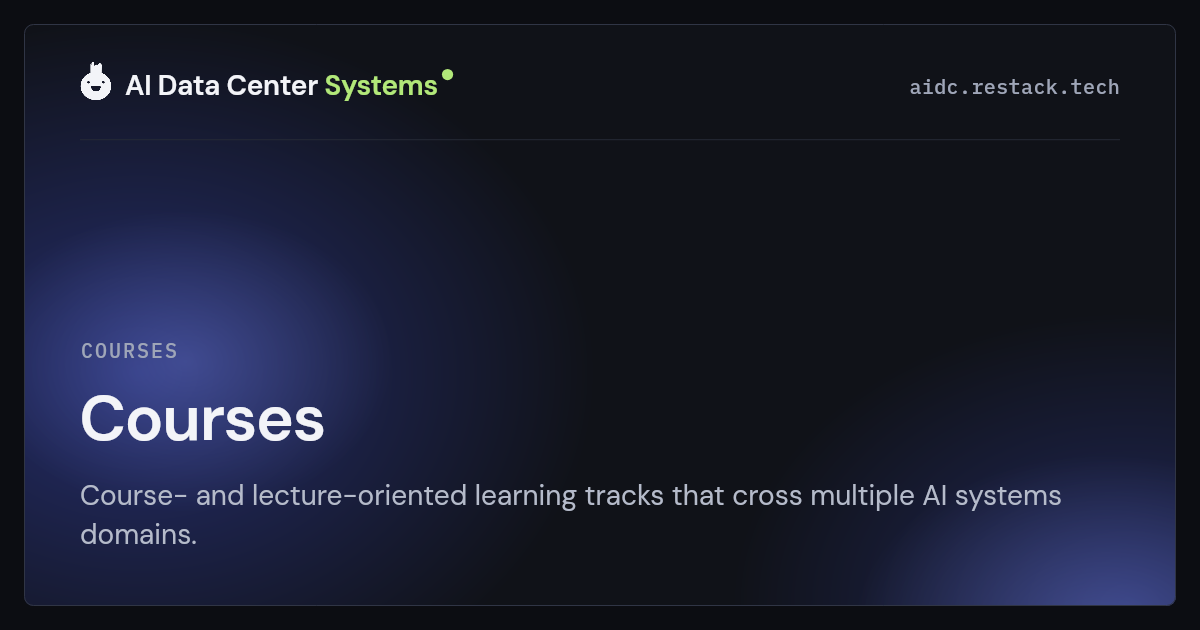 AI Data Center Systems
aidc.restack.tech
COURSES
Courses
Course- and lecture-oriented learning tracks that cross multiple AI systems
domains.